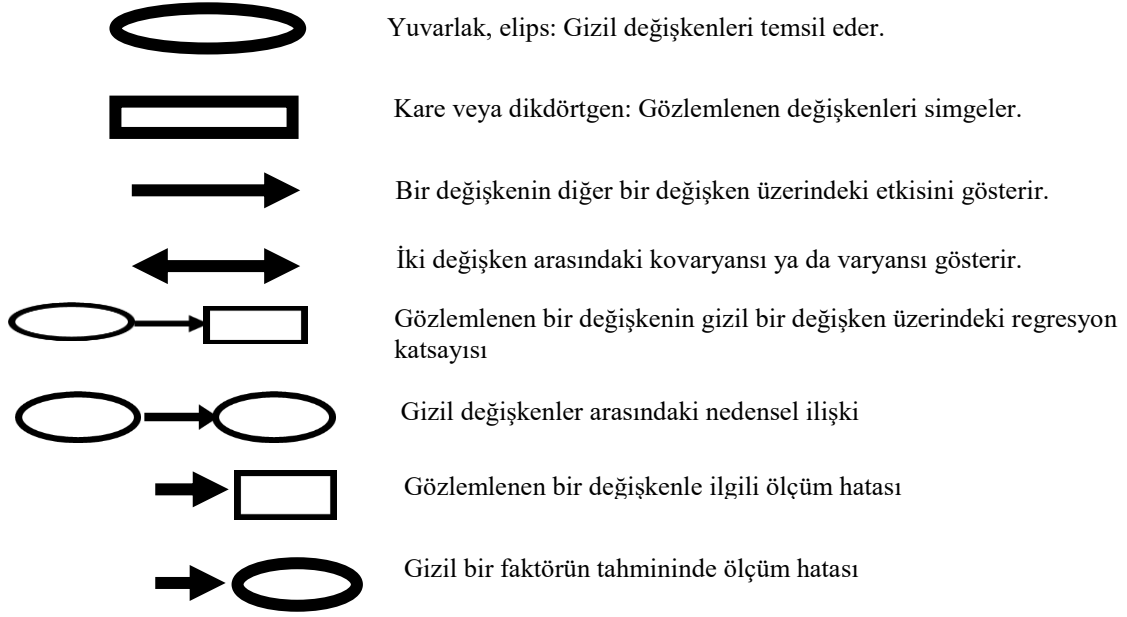 Yuvarlak, elips: Gizil değişkenleri temsil eder.
Kare veya dikdörtgen: Gözlemlenen değişkenleri simgeler.
Bir değişkenin diğer bir değişken üzerindeki etkisini gösterir.
İki değişken arasındaki kovaryansı ya da varyansı gösterir.
Gözlemlenen bir değişkenin gizil bir değişken üzerindeki regresyon
katsayısı
Gizil değişkenler arasındaki nedensel ilişki
Gözlemlenen bir değişkenle ilgili ölçüm hatası
Gizil bir faktörün tahmininde ölçüm hatası